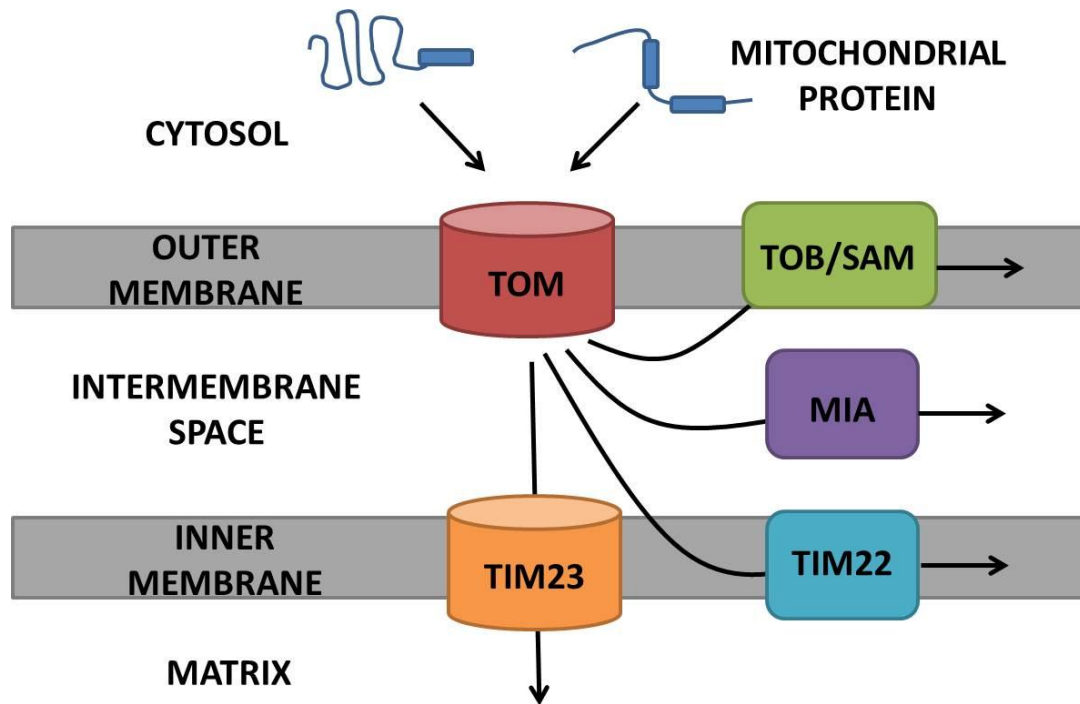 MITOCHONDRIAL
PROTEIN
CYTOSOL
OUTER
MEMBRANE
TOM
TOB/SAM
INTERMEMBRANE
SPACE
MIA
INNER
MEMBRANE
TIM23
TIM22
MATRIX